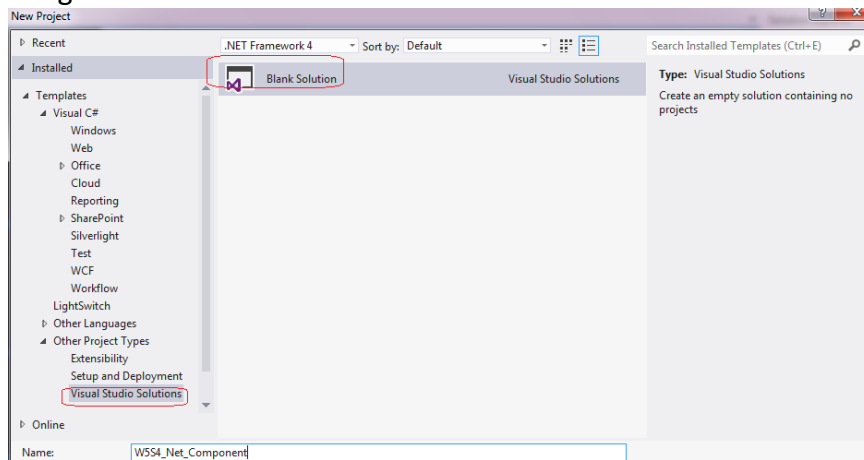 New Project
Recent
.NET Framework 4
Sort by: Default
Search Installed Templates (Ctrl+E)
Installed
Blank Solution
Visual Studio Solutions
Type: Visual Studio Solutions
Create an empty solution containing no
projects
Templates
Visual C#
Windows
Web
Office
Cloud
Reporting
SharePoint
Silverlight
Test
WCF
Workflow
LightSwitch
Other Languages
Other Project Types
Extensibility
Setup and Deployment
Visual Studio Solutions
Online
Name: W5S4_Net_Component